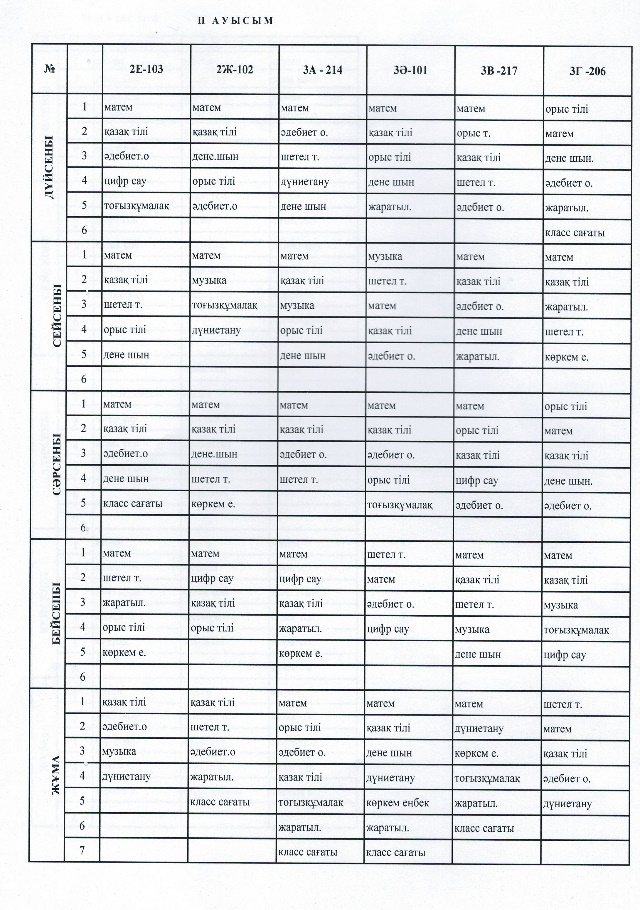 II АУЫСЫМ
№ 2Е-103 2Ж-102 3А - 214 3Ә-101 3В -217 3Г -206
ДҮЙСЕНБІ
1 матем матем матем матем матем орыс тілі
2 қазақ тілі қазақ тілі әдебиет о. қазақ тілі орыс т. матем
3 әдебиет.о дене.шын шетел т. орыс тілі қазақ тілі дене шын.
4 цифр сау орыс тілі дүниетану дене шын шетел т. әдебиет о.
5 тоғызқұмалақ әдебиет.о дене шын жаратыл. әдебиет о. жаратыл.
6 класс сағаты
СЕЙСЕНБІ
1 матем матем матем музыка матем матем
2 қазақ тілі музыка қазақ тілі шетел т. қазақ тілі қазақ тілі
3 шетел т. тоғызқұмалақ музыка матем әдебиет о. жаратыл.
4 орыс тілі дүниетану орыс тілі қазақ тілі дене шын шетел т.
5 дене шын дене шын әдебиет о. жаратыл. көркем е.
6
СӘРСЕНБІ
1 матем матем матем матем матем орыс тілі
2 қазақ тілі қазақ тілі қазақ тілі қазақ тілі орыс тілі матем
3 әдебиет.о дене.шын әдебиет о. әдебиет о. қазақ тілі қазақ тілі
4 дене шын шетел т. шетел т. орыс тілі цифр сау дене шын.
5 класс сағаты көркем е. тоғызқұмалақ әдебиет о. әдебиет о.
6.
БЕЙСЕНБІ
1 матем матем матем шетел т. матем матем
2 шетел т. цифр сау цифр сау матем қазақ тілі қазақ тілі
3 жаратыл. қазақ тілі қазақ тілі әдебиет о. шетел т. музыка
4 орыс тілі орыс тілі жаратыл. цифр сау музыка тоғызқұмалак
5 көркем е. көркем е. дене шын цифр сау
6
ЖҰМА
1 қазақ тілі қазақ тілі матем матем матем шетел т.
2 әдебиет.о шетел т. орыс тілі қазақ тілі дүниетану матем
3 музыка әдебиет.о әдебиет о. дене шын көркем е. қазақ тілі
4 дүниетану жаратыл. қазақ тілі дүниетану тоғызқұмалақ әдебиет о.
5 класс сағаты тоғызқұмалак көркем еңбек жаратыл. дүниетану
6 жаратыл. жаратыл. класс сағаты
7 класс сағаты класс сағаты